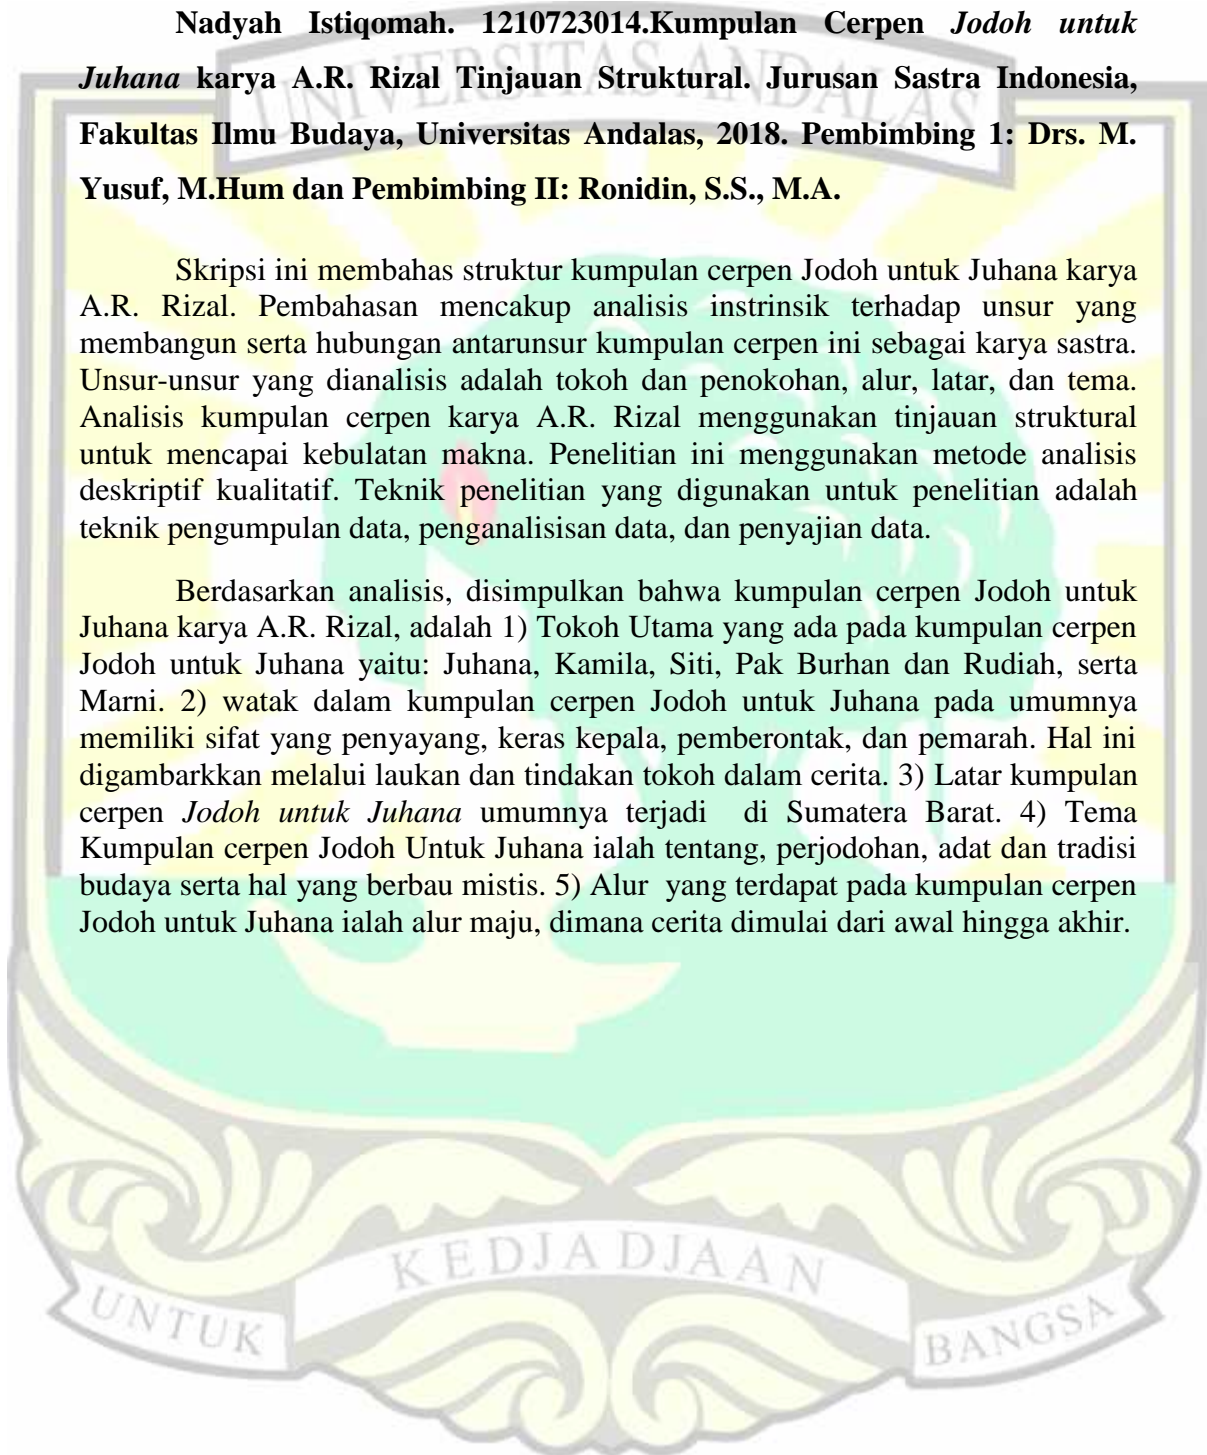 Nadyah Istiqomah. 1210723014.Kumpulan Cerpen Jodoh untuk
Juhana karya A.R. Rizal Tinjauan Struktural. Jurusan Sastra Indonesia,
Fakultas Ilmu Budaya, Universitas Andalas, 2018. Pembimbing 1: Drs. M.
Yusuf, M.Hum dan Pembimbing II: Ronidin, S.S., M.A.
UNIVERSITAS ANDALAS
Skripsi ini membahas struktur kumpulan cerpen Jodoh untuk Juhana karya
A.R. Rizal. Pembahasan mencakup analisis instrinsik terhadap unsur yang
membangun serta hubungan antarunsur kumpulan cerpen ini sebagai karya sastra.
Unsur-unsur yang dianalisis adalah tokoh dan penokohan, alur, latar, dan tema.
Analisis kumpulan cerpen karya A.R. Rizal menggunakan tinjauan struktural
untuk mencapai kebulatan makna. Penelitian ini menggunakan metode analisis
deskriptif kualitatif. Teknik penelitian yang digunakan untuk penelitian adalah
teknik pengumpulan data, penganalisisan data, dan penyajian data.
Berdasarkan analisis, disimpulkan bahwa kumpulan cerpen Jodoh untuk
Juhana karya A.R. Rizal, adalah 1) Tokoh Utama yang ada pada kumpulan cerpen
Jodoh untuk Juhana yaitu: Juhana, Kamila, Siti, Pak Burhan dan Rudiah, serta
Marni. 2) watak dalam kumpulan cerpen Jodoh untuk Juhana pada umumnya
memiliki sifat yang penyayang, keras kepala, pemberontak, dan pemarah. Hal ini
digambarkkan melalui laukan dan tindakan tokoh dalam cerita. 3) Latar kumpulan
cerpen Jodoh untuk Juhana umumnya terjadi di Sumatera Barat. 4) Tema
Kumpulan cerpen Jodoh Untuk Juhana ialah tentang, perjodohan, adat dan tradisi
budaya serta hal yang berbau mistis. 5) Alur yang terdapat pada kumpulan cerpen
Jodoh untuk Juhana ialah alur maju, dimana cerita dimulai dari awal hingga akhir.
UNTUK KEDJADJAAN BANGSA